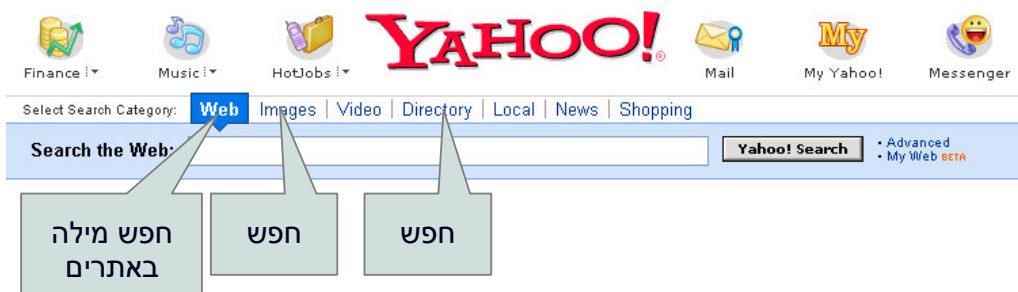 YAHOO!
Finance Music HotJobs Mail My Yahoo! Messenger
Select Search Category: Web Images | Video | Directory | Local | News | Shopping
Search the Web: Yahoo! Search • Advanced
• My Web BETA
חפש מילה
באתרים
חפש
חפש